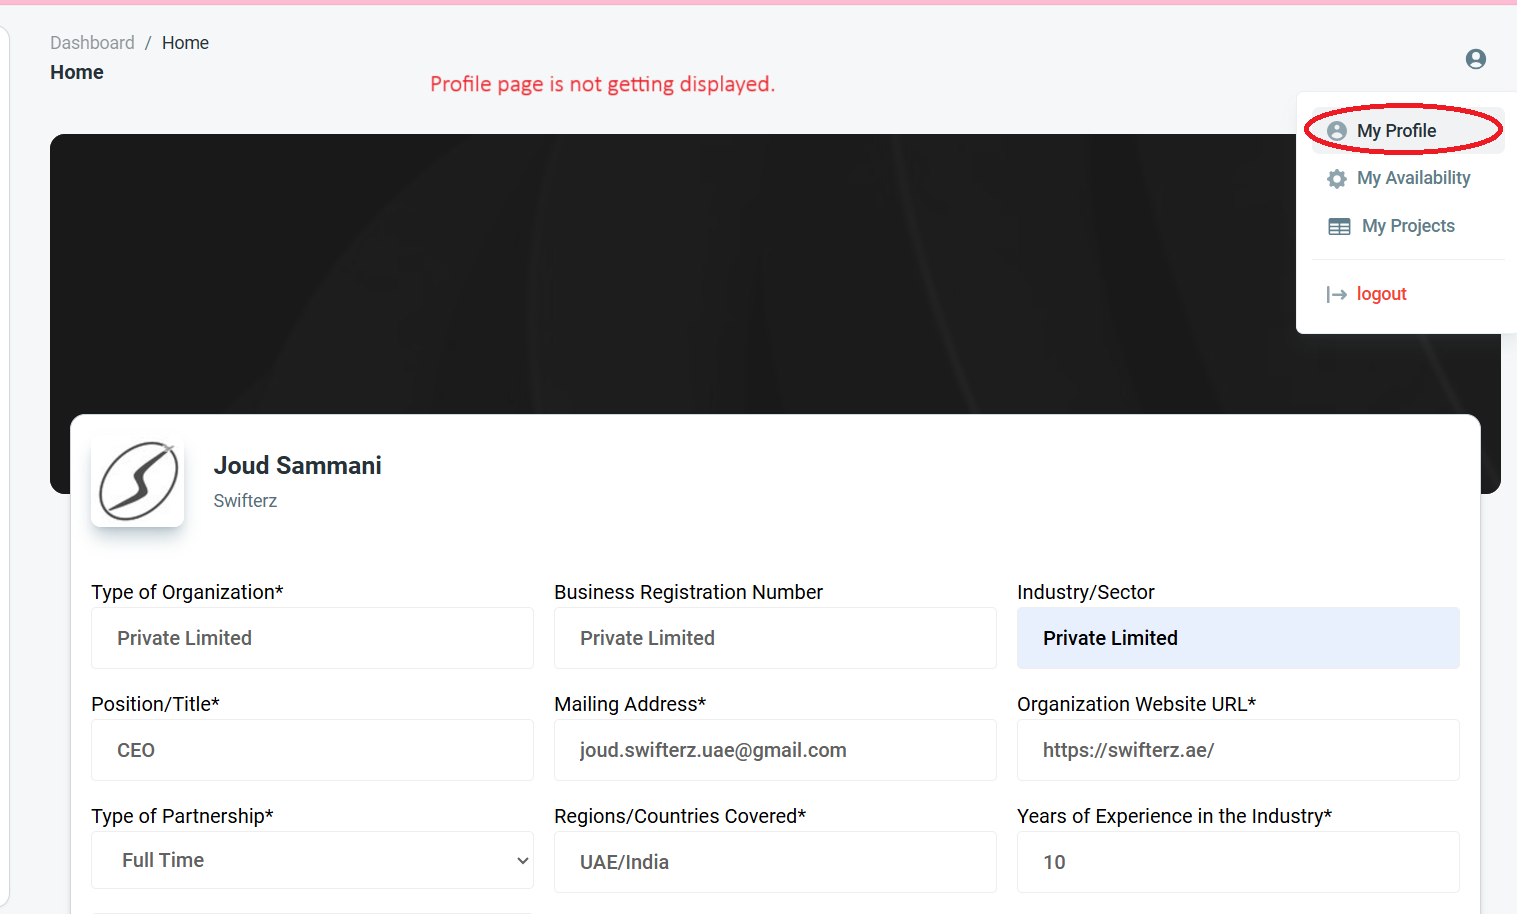 Dashboard / Home
Home
Profile page is not getting displayed.
My Profile
My Availability
My Projects
logout
Joud Sammani
Swifterz
Type of Organization* Business Registration Number Industry/Sector
Private Limited Private Limited Private Limited
Position/Title* Mailing Address* Organization Website URL*
CEO joud.swifterz.uae@gmail.com https://swifterz.ae/
Type of Partnership* Regions/Countries Covered* Years of Experience in the Industry*
Full Time UAE/India 10